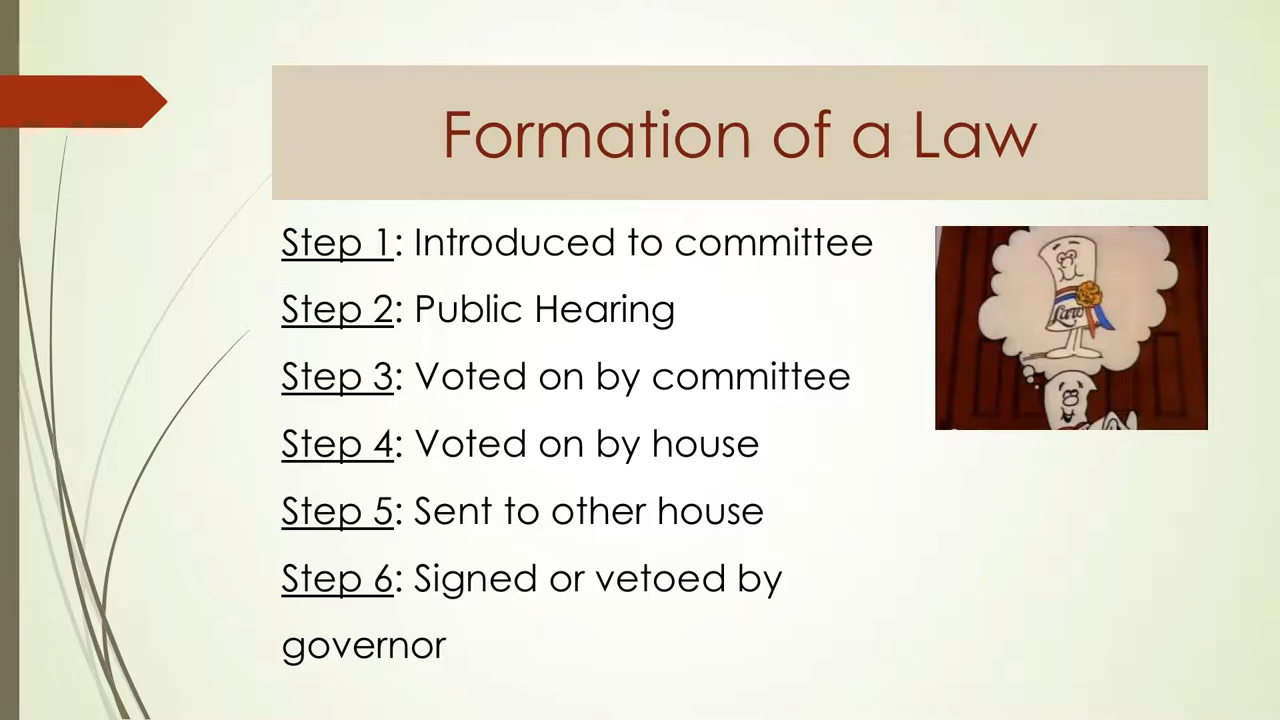 Formation of a Law
Step 1: Introduced to committee
Step 2: Public Hearing
Step 3: Voted on by committee
Step 4: Voted on by house
Step 5: Sent to other house
Step 6: Signed or vetoed by
governor
Law